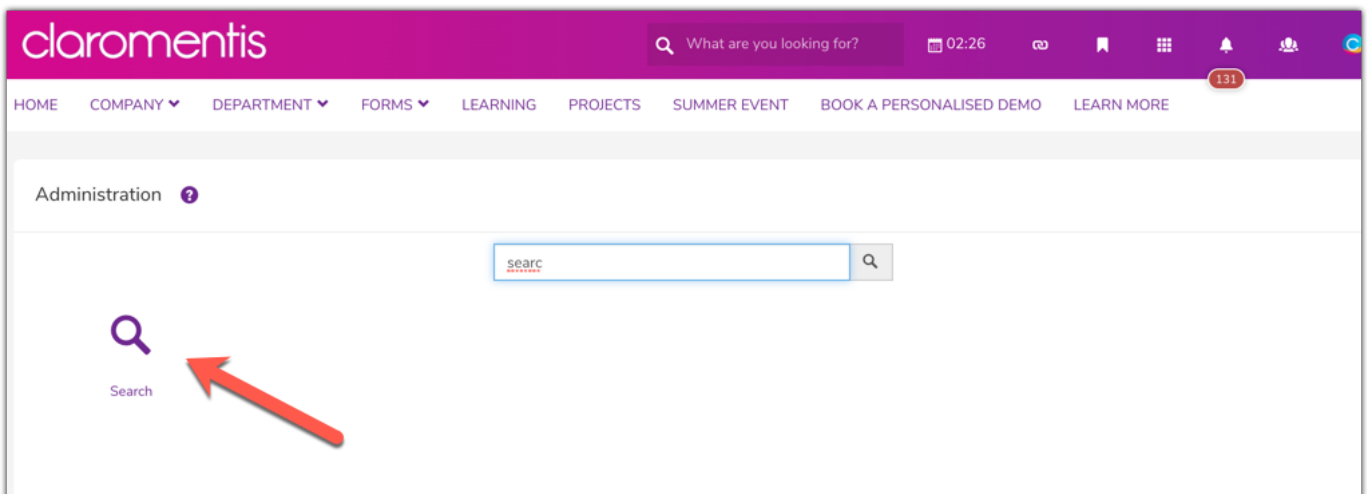 claromentis
What are you looking for?
02:26
131
HOME COMPANY DEPARTMENT FORMS LEARNING PROJECTS SUMMER EVENT BOOK A PERSONALISED DEMO LEARN MORE
Administration ?
searc
Search